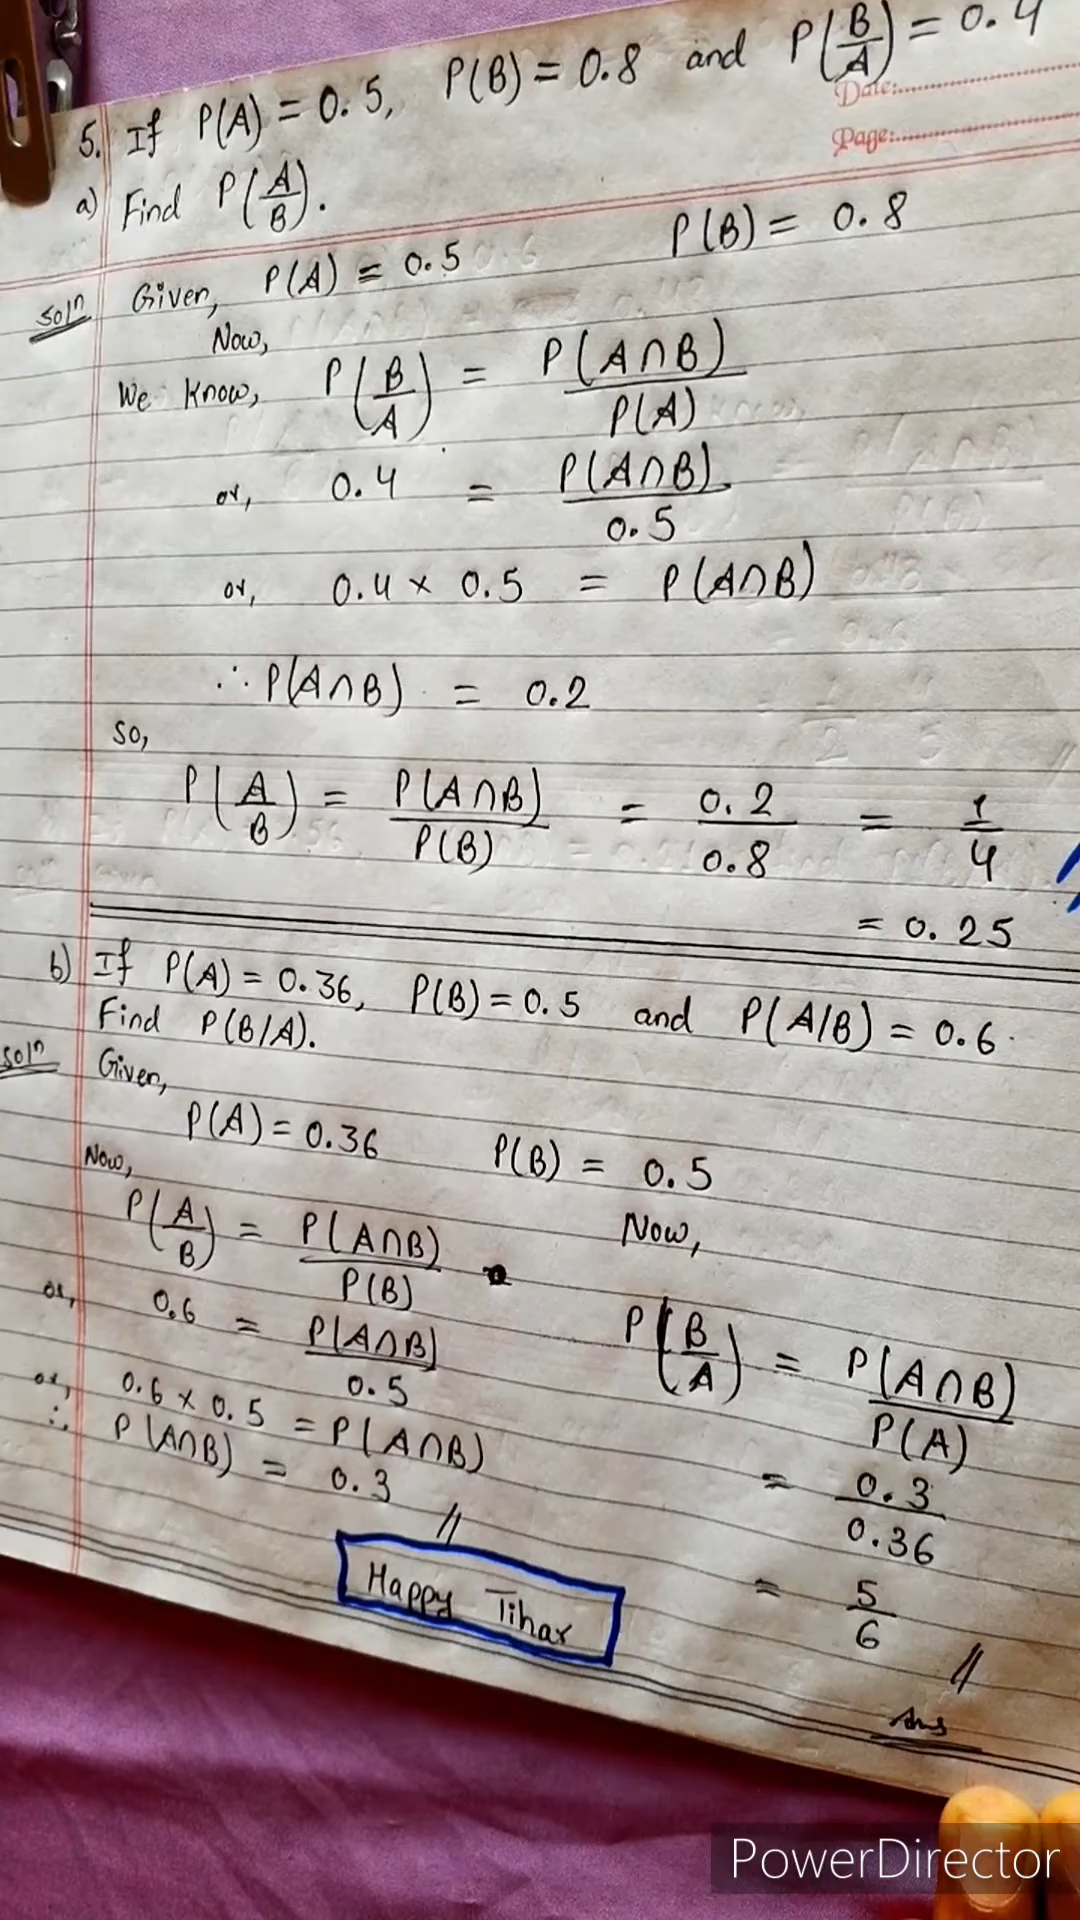 5. If P(A) = 0.5, P(B) = 0.8 and P(B/A) = 0.4
Date:
Page:
a) Find P(A/B).
Soln Given, P(A) = 0.5 P(B) = 0.8
Now,
We know, P(B/A) = P(A∩B)/P(A)
or, 0.4 = P(A∩B)/0.5
or, 0.4 × 0.5 = P(A∩B)
∴ P(A∩B) = 0.2
So,
P(A/B) = P(A∩B)/P(B) = 0.2/0.8 = 1/4
= 0.25
b) If P(A) = 0.36, P(B) = 0.5 and P(A/B) = 0.6.
Find P(B/A).
Soln Given,
P(A) = 0.36 P(B) = 0.5
Now,
P(A/B) = P(A∩B)/P(B)
or, 0.6 = P(A∩B)/0.5
or, 0.6 × 0.5 = P(A∩B)
∴ P(A∩B) = 0.3 //
Now,
P(B/A) = P(A∩B)/P(A)
= 0.3/0.36
= 5/6 //
Ans
Happy Tihar
PowerDirector